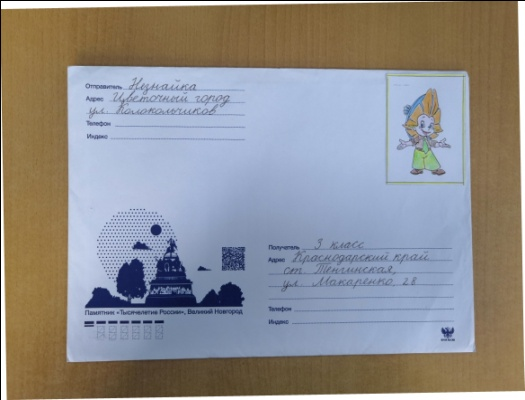 Отправитель Незнайка
Адрес Цветочный город
ул. Колокольчиков
Телефон
Индекс
Получатель 3 класс
Адрес Краснодарский край
ст. Тенгинская,
ул Макаренко, 28
Телефон
Индекс
Памятник «Тысячелетие России», Великий Новгород